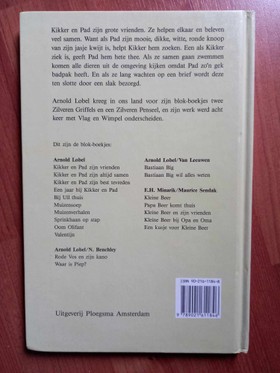 Kikker en Pad zijn grote vrienden. Ze helpen elkaar en beleven
veel samen. Want als Pad zijn mooie, dikke, witte, ronde knoop
van zijn jasje kwijt is, helpt Kikker hem zoeken. En als Kikker
ziek is, geeft Pad hem hete thee. Als ze samen gaan zwemmen
komen alle dieren uit de omgeving kijken omdat Pad zo'n gek
badpak heeft. En als ze lang wachten op een brief wordt deze
ten slotte door een slak bezorgd.
Arnold Lobel kreeg in ons land voor zijn blok-boekjes twee
Zilveren Griffels en een Zilveren Penseel, en zijn werk werd acht
keer met Vlag en Wimpel onderscheiden.
Dit zijn de blok-boekjes:
Arnold Lobel
Kikker en Pad zijn vrienden
Kikker en Pad zijn altijd samen
Kikker en Pad zijn best tevreden
Een jaar bij Kikker en Pad
Bij Uil thuis
Muizensoep
Muizenverhalen
Sprinkhaan op stap
Oom Olifant
Valentijn
Arnold Lobel/N. Benchley
Rode Vos en zijn kano
Waar is Piep?
Arnold Lobel/Van Leeuwen
Bastiaan Big
Bastiaan Big wil alles weten
E.H. Minarik/Maurice Sendak
Kleine Beer
Papa Beer komt thuis
Kleine Beer en zijn vrienden
Kleine Beer bij Opa en Oma
Een kusje voor Kleine Beer
Uitgeverij Ploegsma Amsterdam